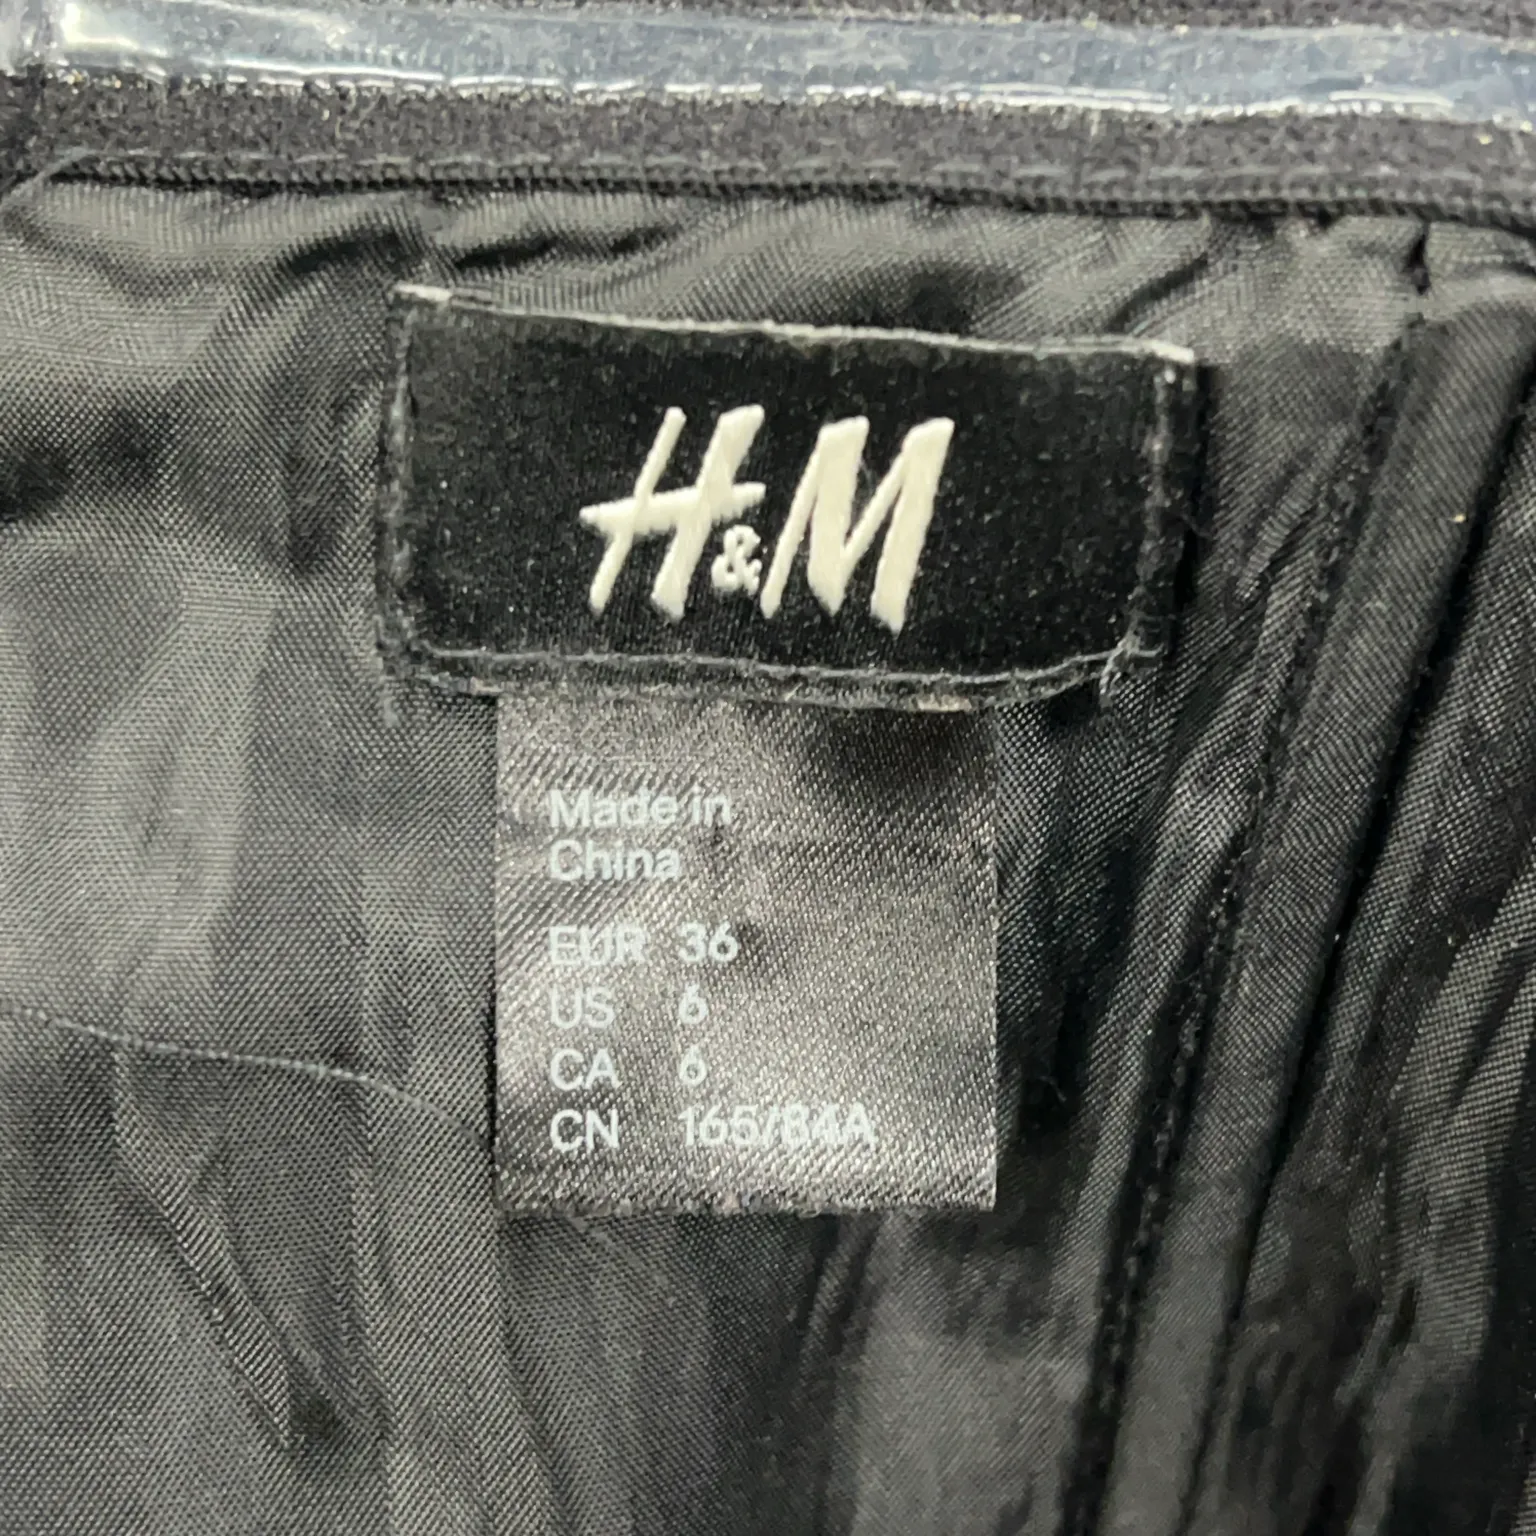 H&M
Made in
China
EUR 36
US 6
CA 6
CN 165/84A